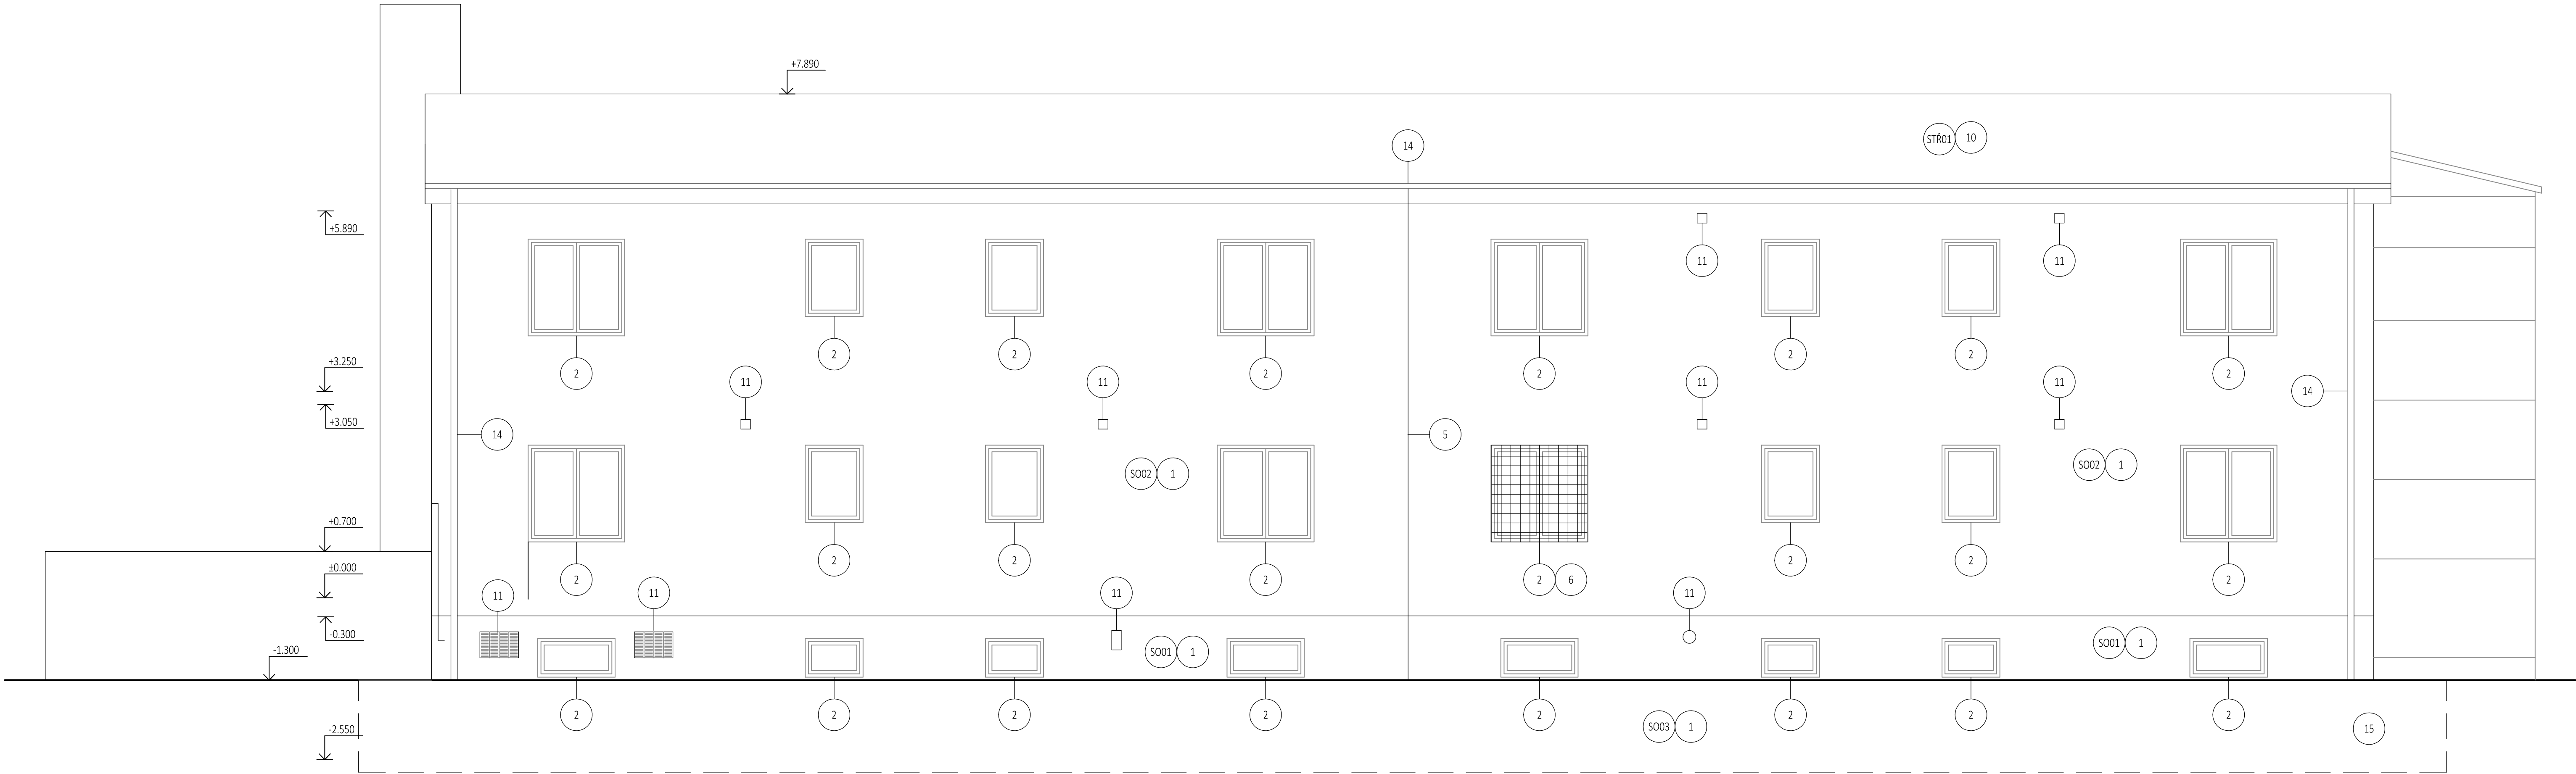 +7.890
STŘ01 10
14
+5.890
11 11
2 2 2 2 2 2 2 2
+3.250
11 11 11 11
14
+3.050
14 5
SO02 1 SO02 1
+0.700
2 2 2 2 2 6 2 2 2
±0.000
11 11 11 11
-0.300
SO01 1 SO01 1
-1.300
2 2 2 2 2 2 2 2
-2.550
SO03 1 15